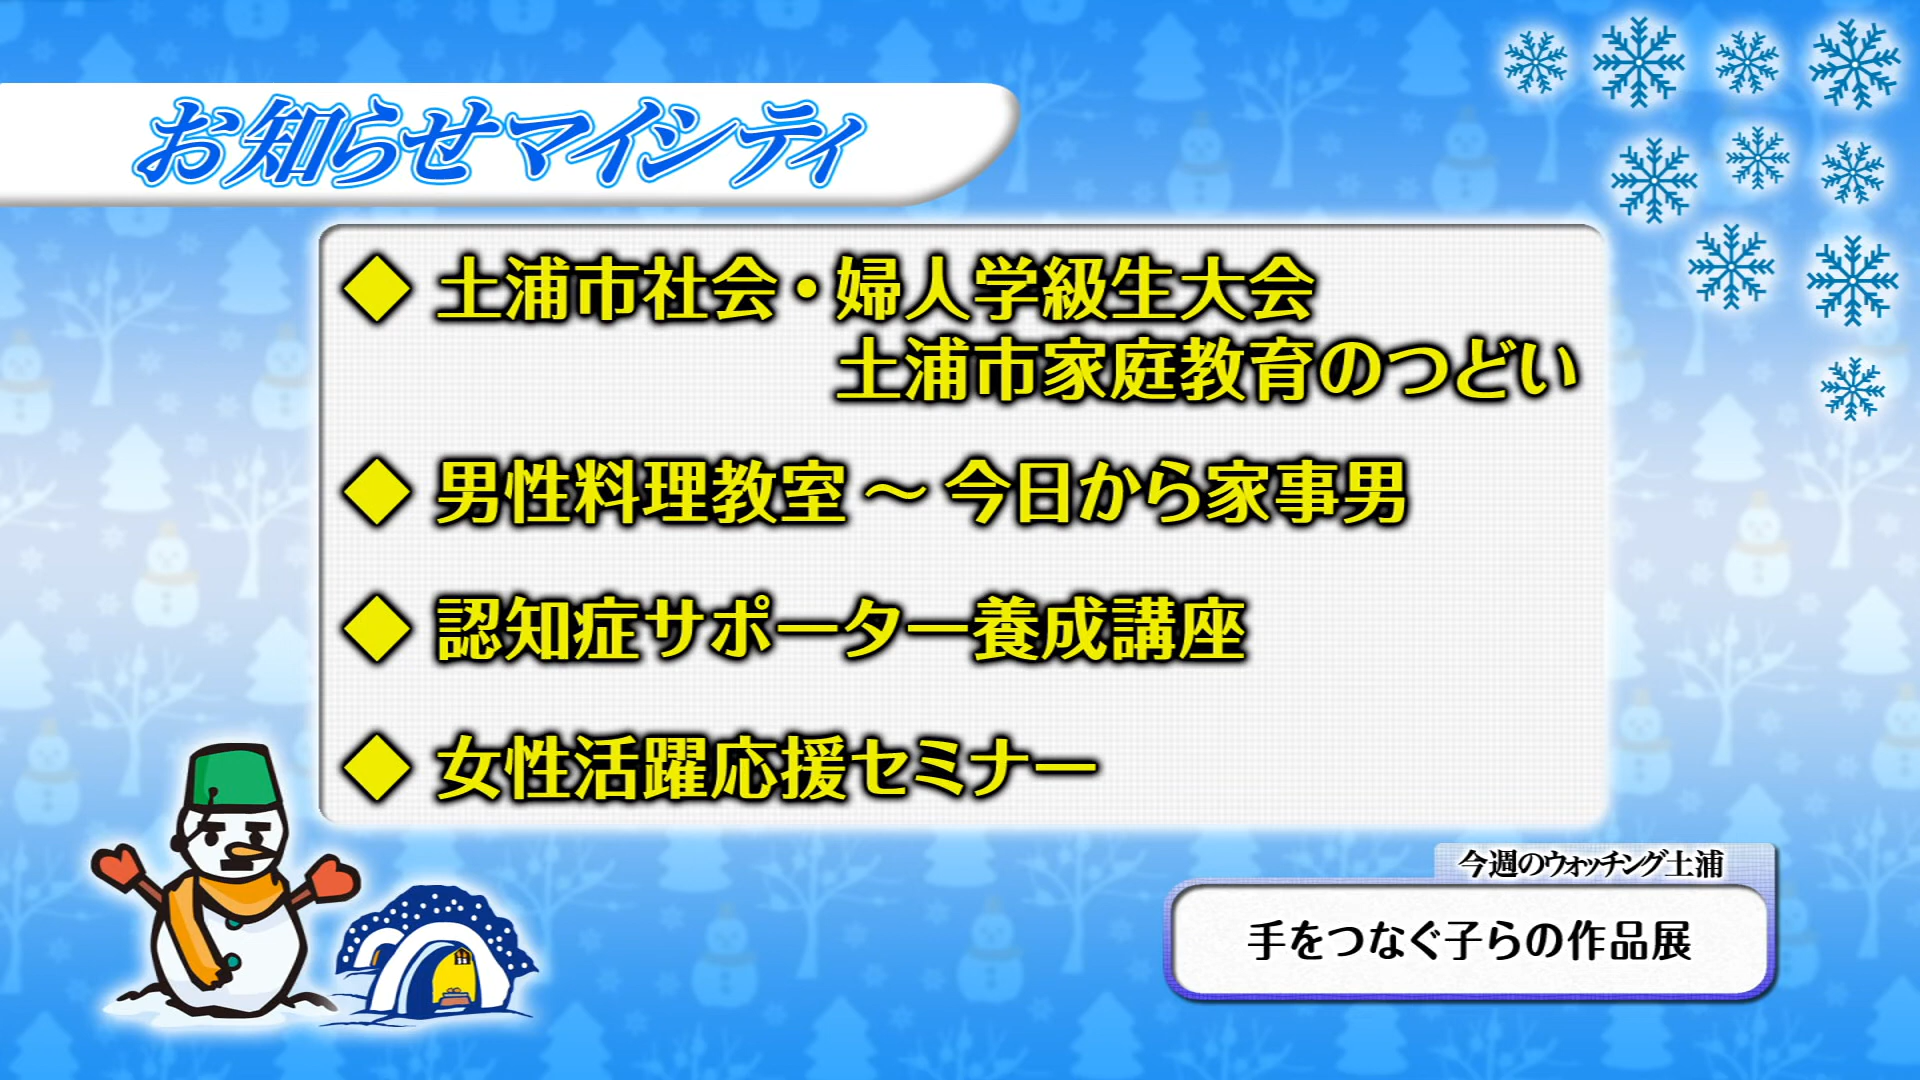 お知らせマイシティ
◆ 土浦市社会・婦人学級生大会
土浦市家庭教育のつどい
◆ 男性料理教室 ～ 今日から家事男
◆ 認知症サポーター養成講座
◆ 女性活躍応援セミナー
今週のウォッチング土浦
手をつなぐ子らの作品展